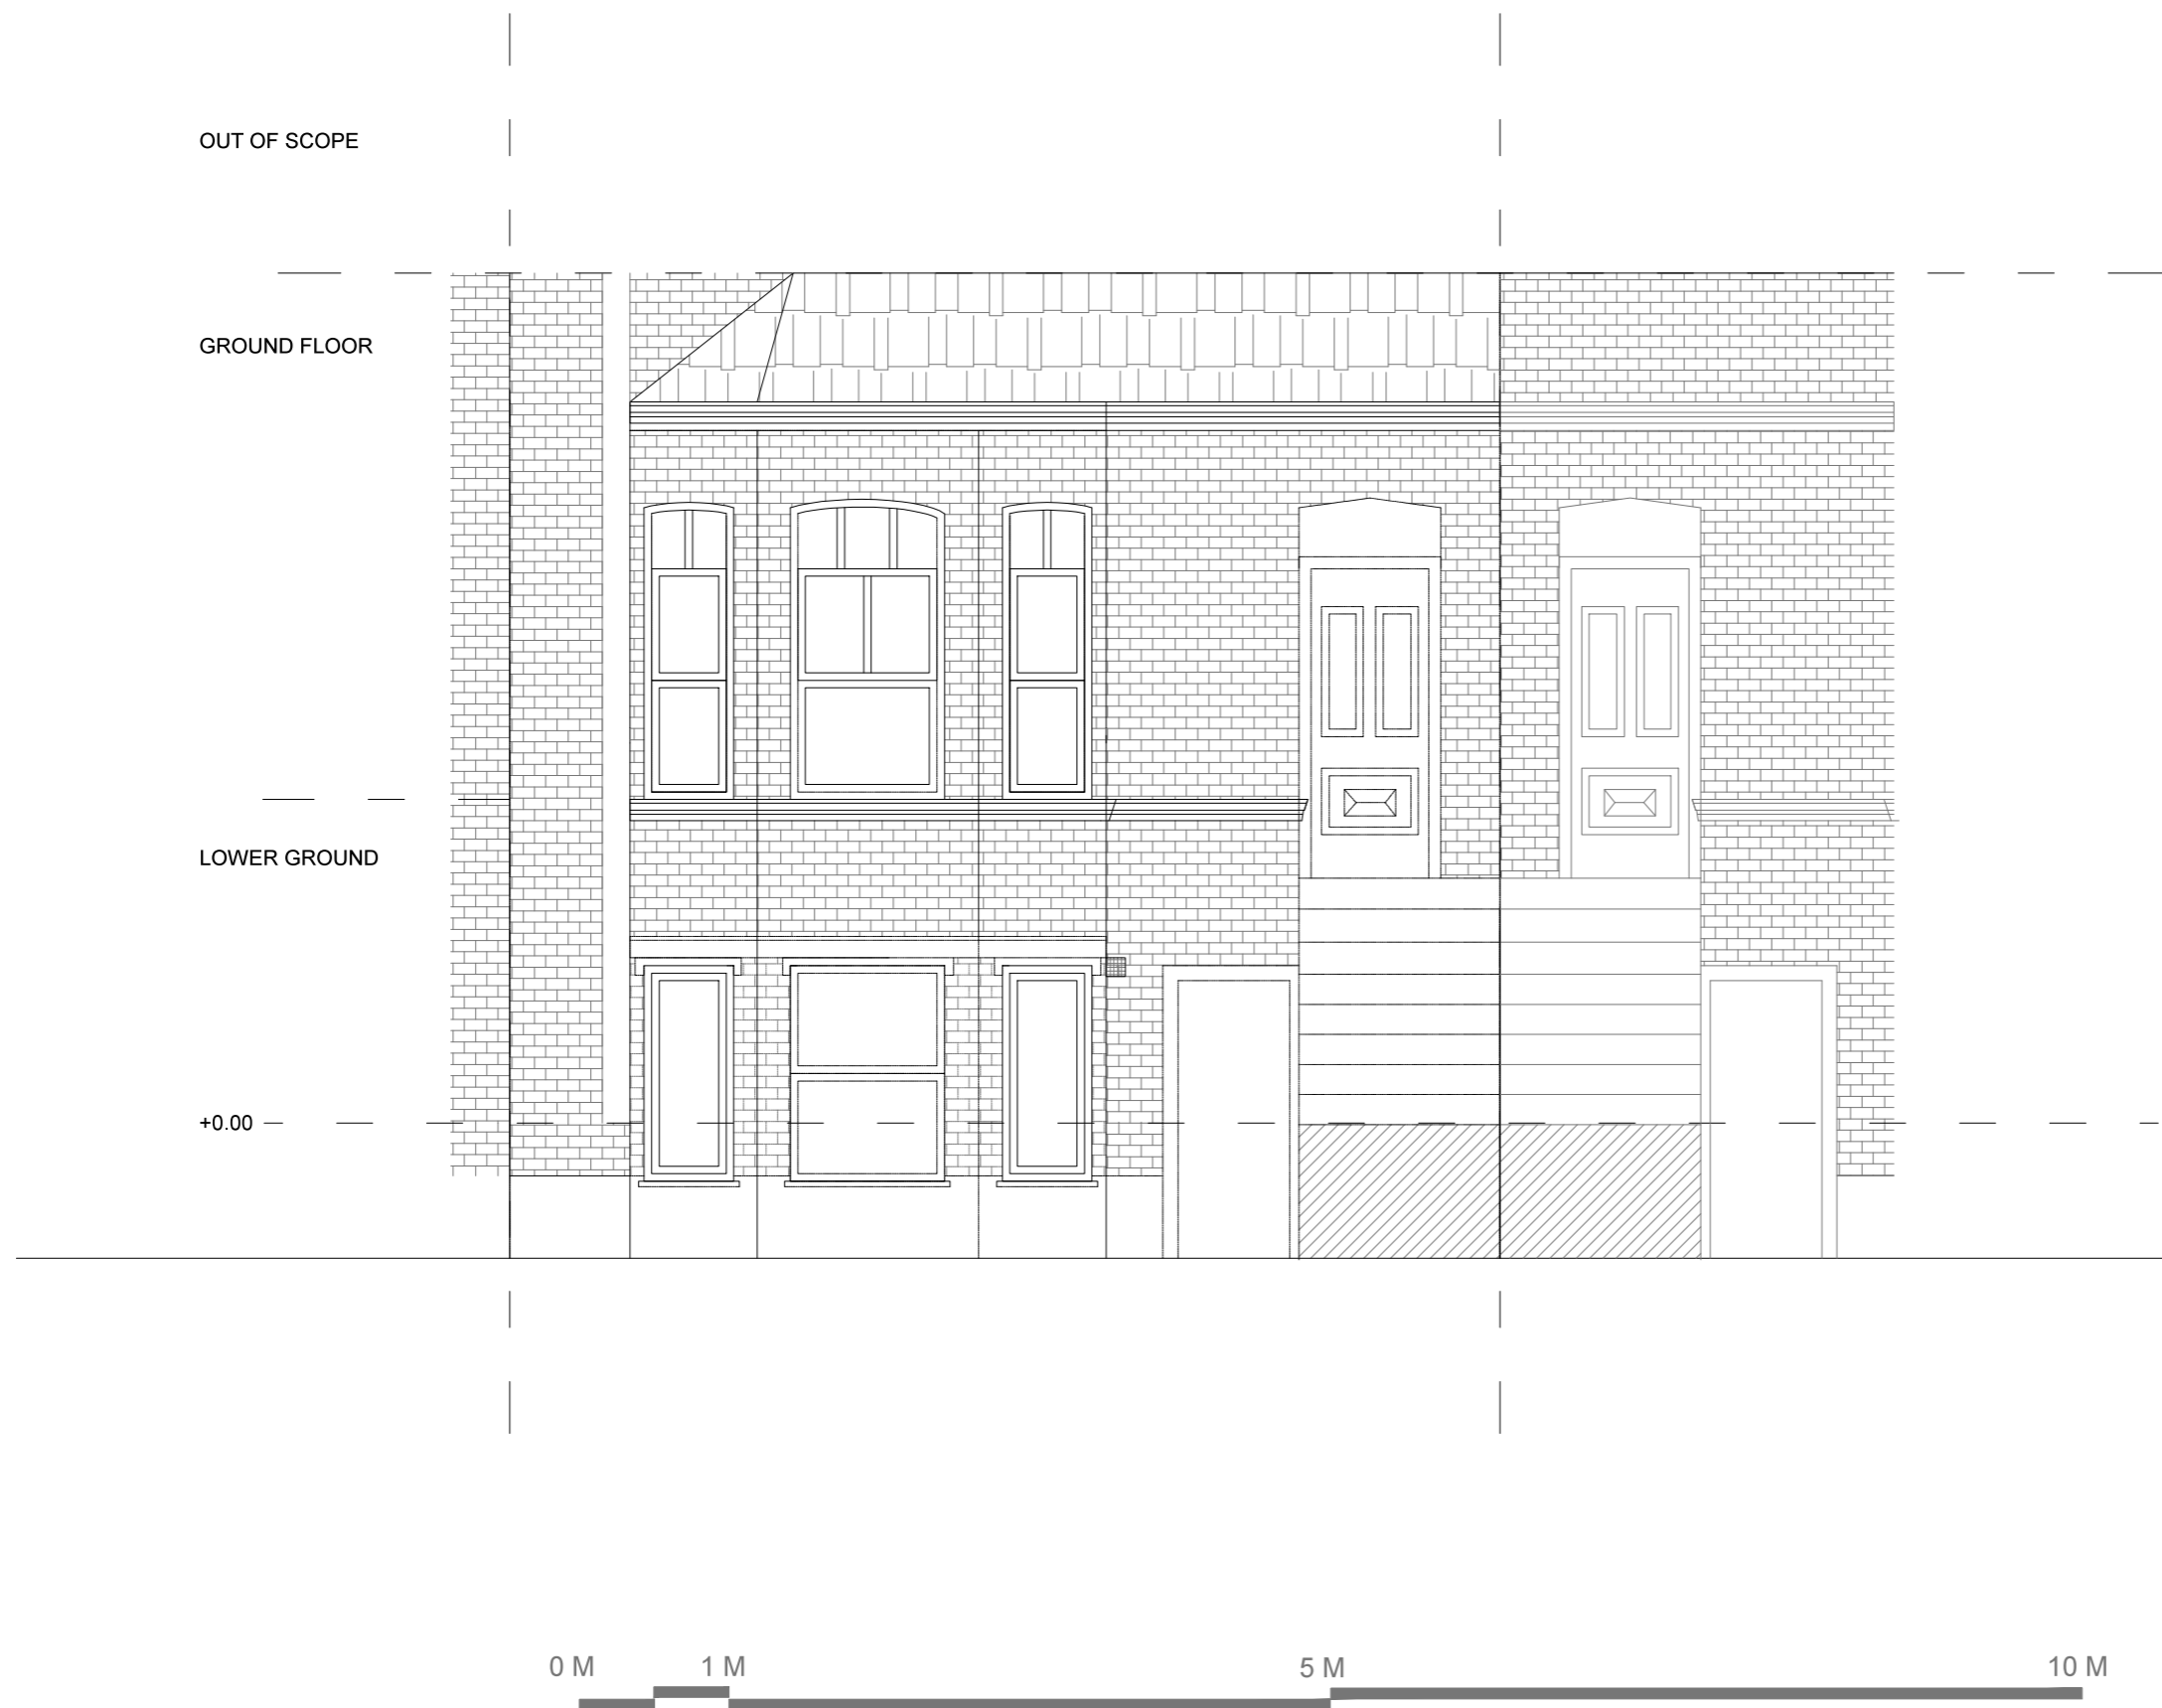 OUT OF SCOPE
GROUND FLOOR
LOWER GROUND
+0.00
0 M 1 M 5 M 10 M